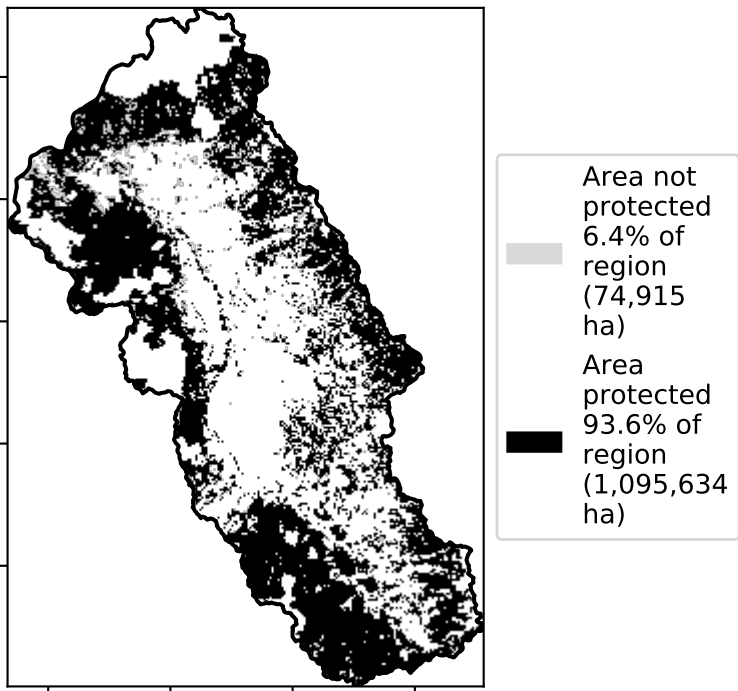 Area not
protected
6.4% of
region
(74,915
ha)
Area
protected
93.6% of
region
(1,095,634
ha)